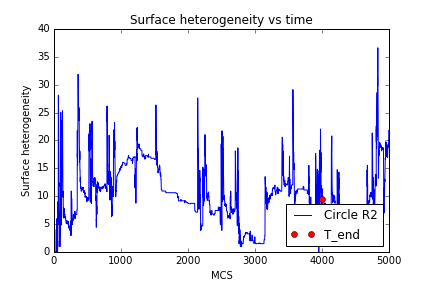 Surface heterogeneity vs time
40
35
30
25
20
15
10
5
0
Surface heterogeneity
Circle R2
T_end
0 1000 2000 3000 4000 5000
MCS